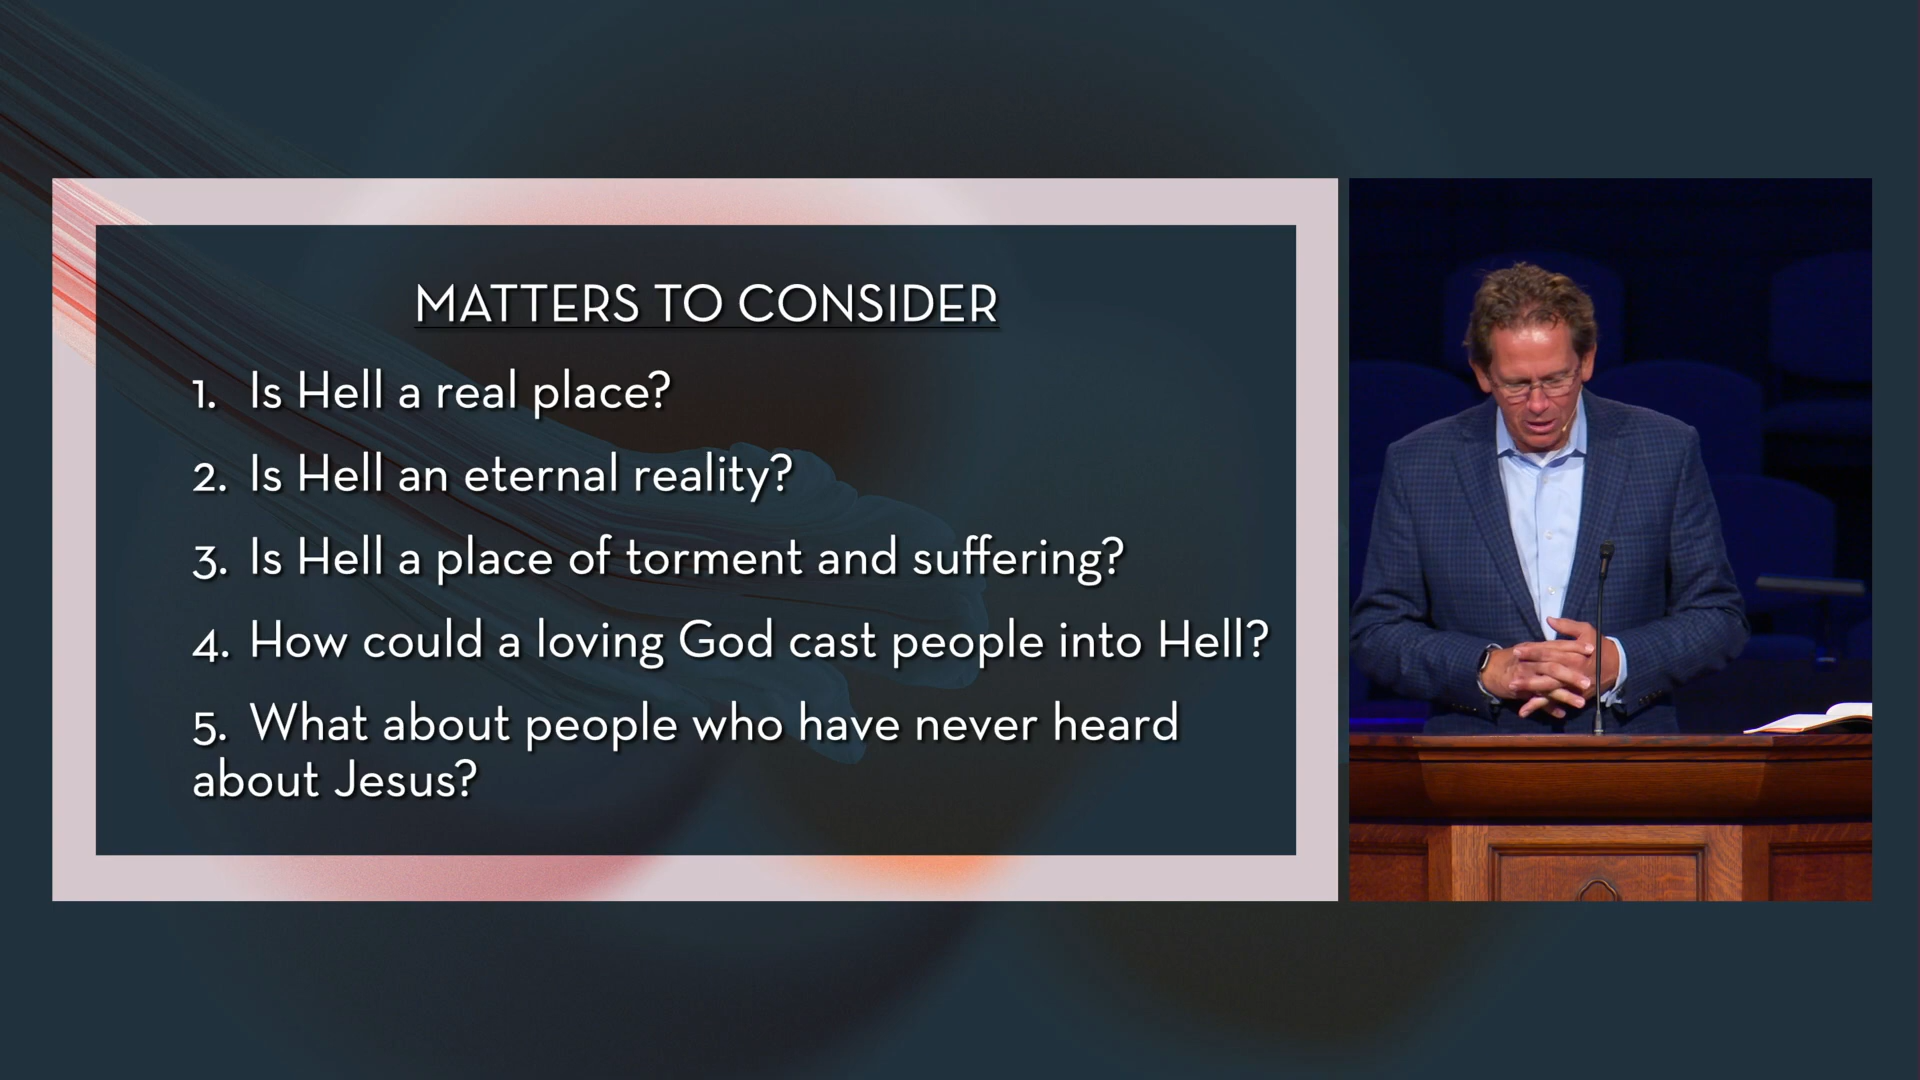 MATTERS TO CONSIDER
1. Is Hell a real place?
2. Is Hell an eternal reality?
3. Is Hell a place of torment and suffering?
4. How could a loving God cast people into Hell?
5. What about people who have never heard
about Jesus?